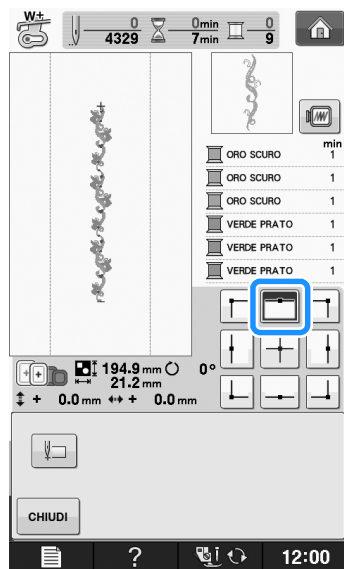 W±
0 0min 0
4329 7min 9
min
ORO SCURO 1
ORO SCURO 1
ORO SCURO 1
VERDE PRATO 1
VERDE PRATO 1
VERDE PRATO 1
194.9 mm 0°
21.2 mm
+ 0.0 mm + 0.0 mm
CHIUDI
? 12:00